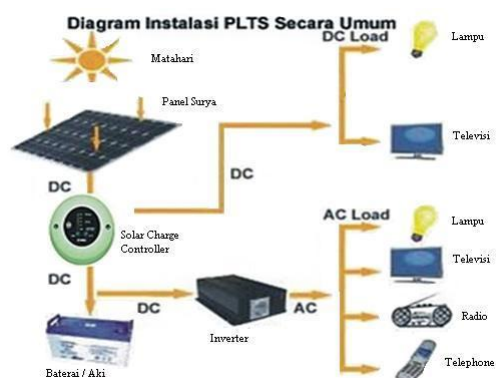 Diagram Instalasi PLTS Secara Umum
DC Load
Lampu
Matahari
Panel Surya
Televisi
DC
DC
Solar Charge
Controller
AC Load
Lampu
DC
Televisi
DC
AC
Radio
Inverter
Telephone
Baterai / Aki